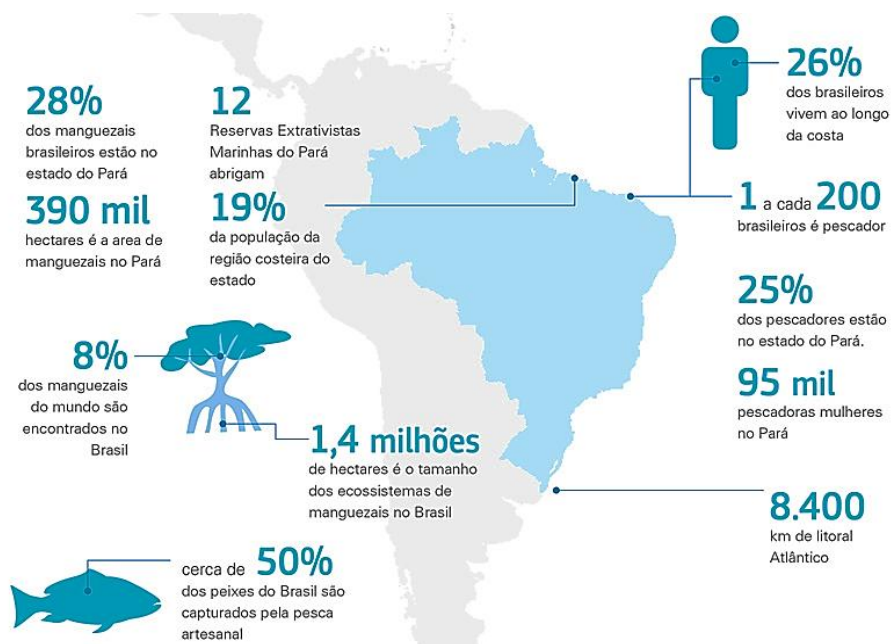 28%
dos manguezais
brasileiros estão no
estado do Pará
390 mil
hectares é a area de
manguezais no Pará
12
Reservas Extrativistas
Marinhas do Pará
abrigam
19%
da população da
região costeira do
estado
26%
dos brasileiros
vivem ao longo
da costa
1 a cada 200
brasileiros é pescador
25%
dos pescadores estão
no estado do Pará.
95 mil
pescadoras mulheres
no Pará
8%
dos manguezais
do mundo são
encontrados no
Brasil
1,4 milhões
de hectares é o tamanho
dos ecossistemas de
manguezais no Brasil
8.400
km de litoral
Atlântico
cerca de 50%
dos peixes do Brasil são
capturados pela pesca
artesanal